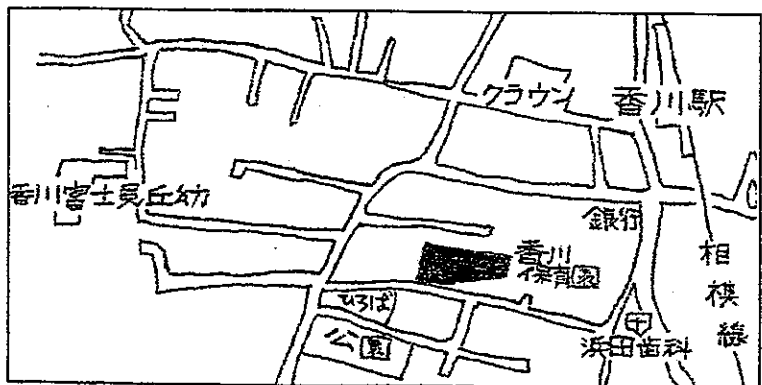 クラウン
香川駅
香川富士見丘幼
銀行
香川
保育園
相模線
ひろば
公園
浜田歯科